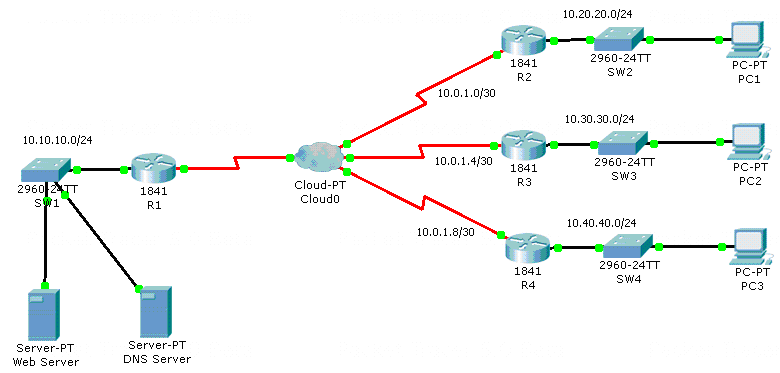 10.20.20.0/24
1841
R2
2960-24TT
SW2
PC-PT
PC1
10.0.1.0/30
10.10.10.0/24
2960-24TT
SW1
1841
R1
Cloud-PT
Cloud0
10.30.30.0/24
10.0.1.4/30
1841
R3
2960-24TT
SW3
PC-PT
PC2
10.40.40.0/24
10.0.1.8/30
1841
R4
2960-24TT
SW4
PC-PT
PC3
Server-PT
Web Server
Server-PT
DNS Server